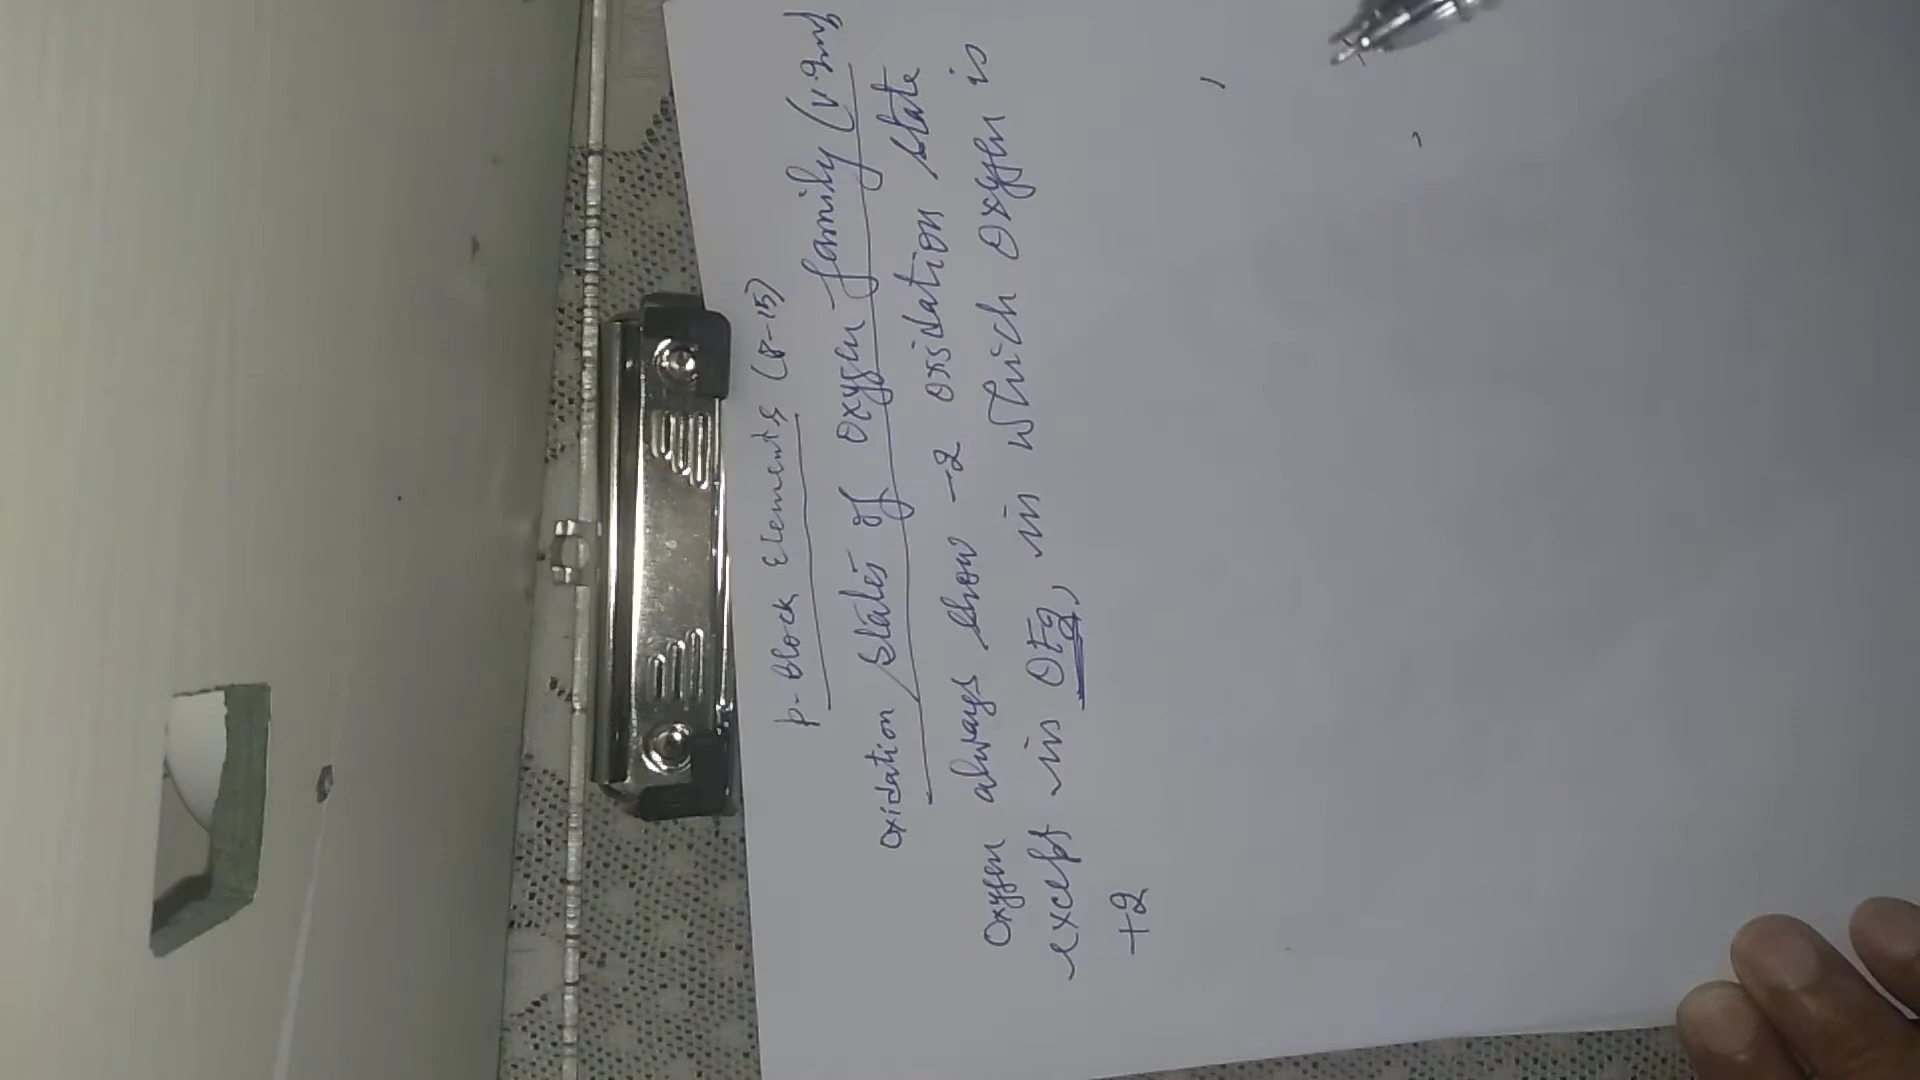 p-Block Elements (8-15)
Oxidation states of oxygen family (V.Imp)
Oxygen always show -2 oxidation state
except in OF2, in which oxygen is
+2